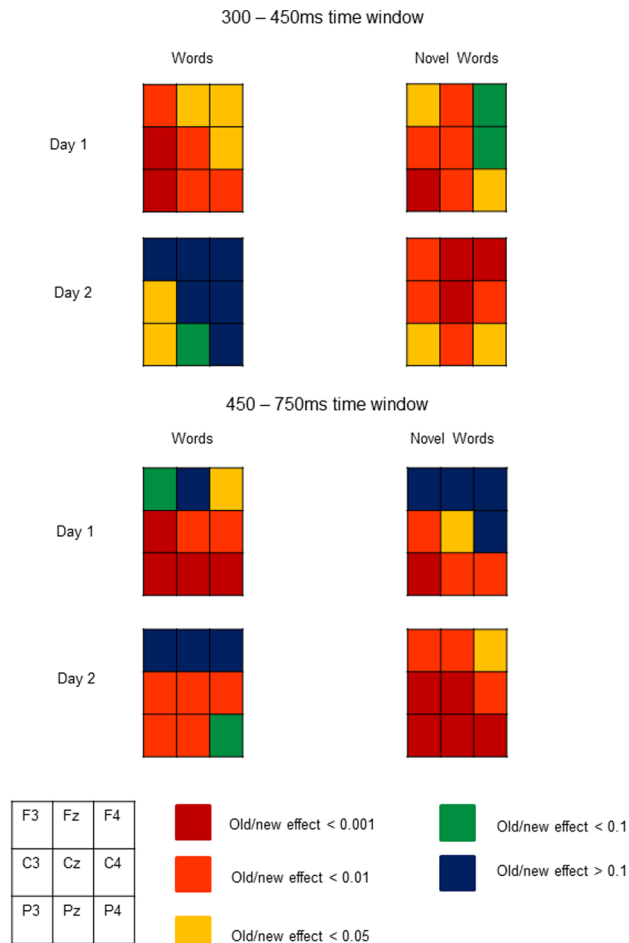 300 – 450ms time window
Words Novel Words
Day 1
Day 2
450 – 750ms time window
Words Novel Words
Day 1
Day 2
F3 Fz F4
C3 Cz C4
P3 Pz P4
Old/new effect < 0.001
Old/new effect < 0.01
Old/new effect < 0.05
Old/new effect < 0.1
Old/new effect > 0.1